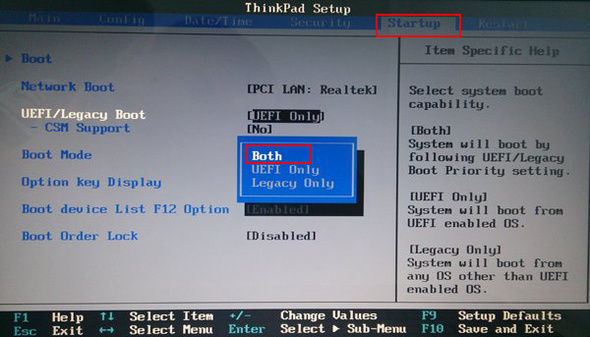 ThinkPad Setup
Main Config Date/Time Security Startup Restart
Boot
Network Boot [PCI LAN: Realtek]
UEFI/Legacy Boot [UEFI Only]
- CSM Support [No]
Boot Mode
Option key Display
Boot device List F12 Option [Enabled]
Boot Order Lock [Disabled]
Both
UEFI Only
Legacy Only
Item Specific Help
Select system boot
capability.
[Both]
System will boot by
following UEFI/Legacy
Boot Priority setting.
[UEFI Only]
System will boot from
UEFI enabled OS.
[Legacy Only]
System will boot from
any OS other than UEFI
enabled OS.
F1 Help ↑↓ Select Item +/- Change Values F9 Setup Defaults
Esc Exit ↔ Select Menu Enter Select ▶ Sub-Menu F10 Save and Exit